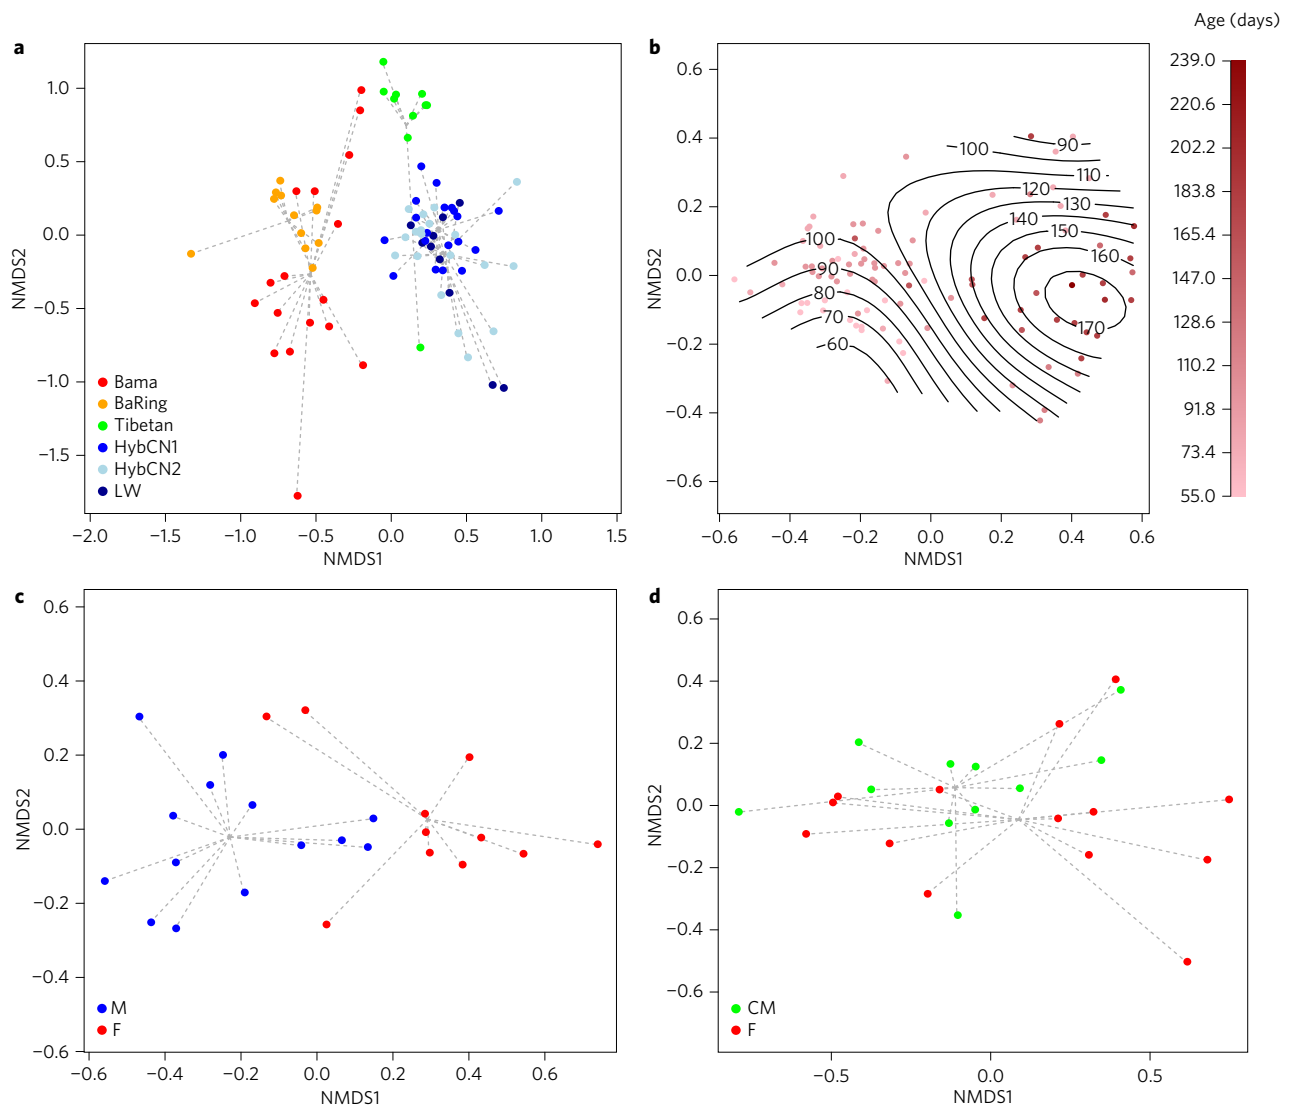 a
1.0
0.5
0.0
−0.5
−1.0
−1.5
NMDS2
Bama
BaRing
Tibetan
HybCN1
HybCN2
LW
−2.0 −1.0 −0.5 0.0 0.5 1.0 1.5
NMDS1
b
0.6
0.4
0.2
0.0
−0.2
−0.4
−0.6
NMDS2
100
90
110
120
130
140
150
160
170
100
90
80
70
60
−0.6 −0.4 −0.2 0.0 0.2 0.4 0.6
NMDS1
Age (days)
239.0
220.6
202.2
183.8
165.4
147.0
128.6
110.2
91.8
73.4
55.0
c
0.6
0.4
0.2
0.0
−0.2
−0.4
−0.6
NMDS2
M
F
−0.6 −0.4 −0.2 0.0 0.2 0.4 0.6
NMDS1
d
0.6
0.4
0.2
0.0
−0.2
−0.4
−0.6
NMDS2
CM
F
−0.5 0.0 0.5
NMDS1